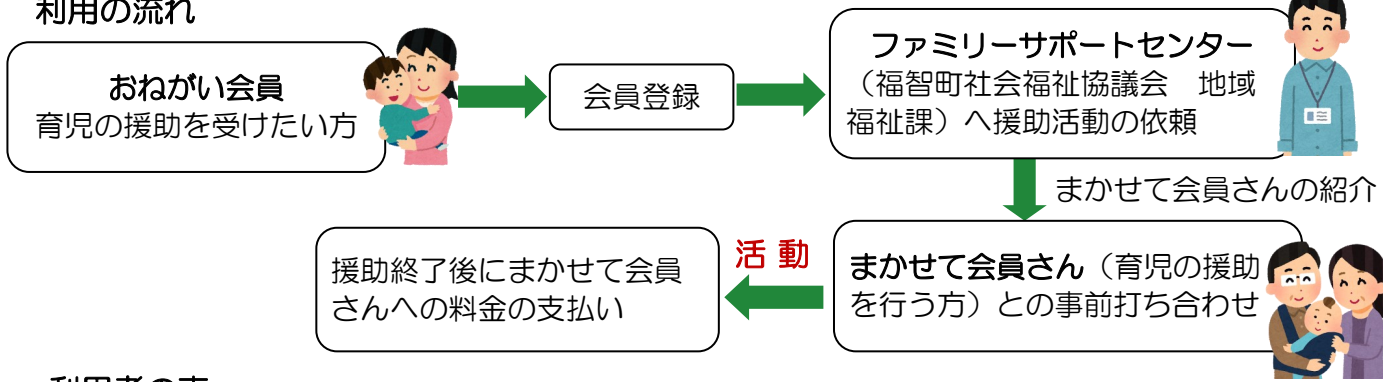 利用の流れ
おねがい会員
育児の援助を受けたい方
会員登録
ファミリーサポートセンター
（福智町社会福祉協議会　地域
福祉課）へ援助活動の依頼
まかせて会員さんの紹介
まかせて会員さん（育児の援助
を行う方）との事前打ち合わせ
活 動
援助終了後にまかせて会員
さんへの料金の支払い